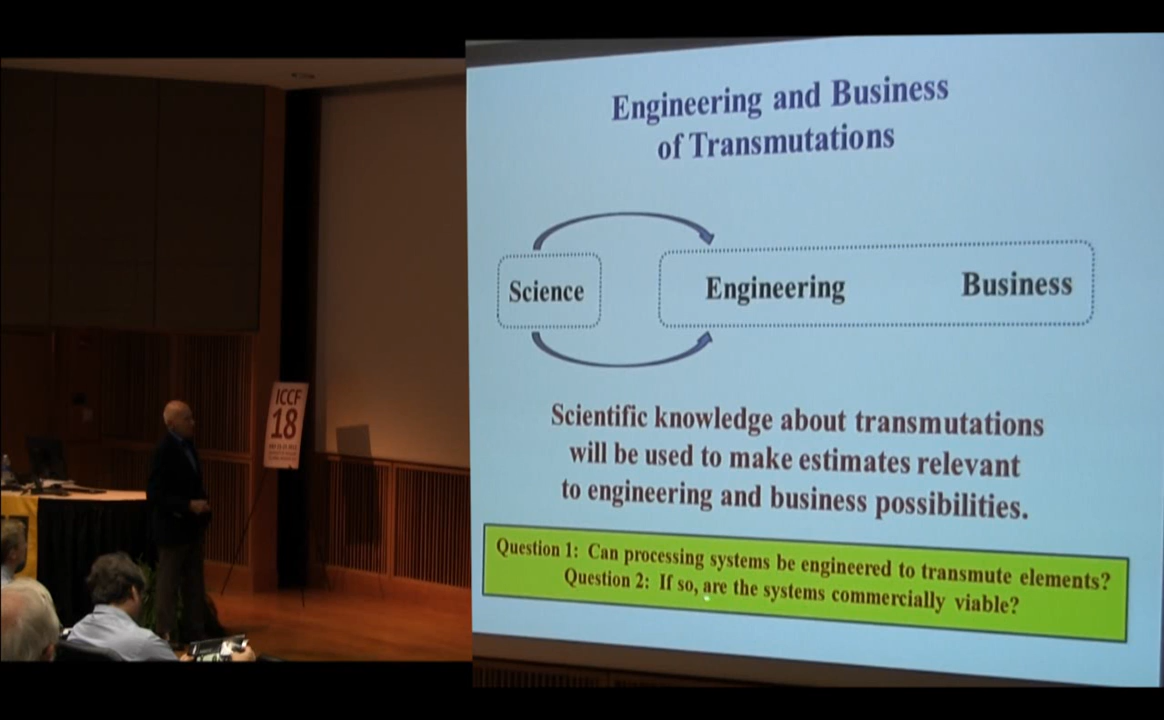 Engineering and Business
of Transmutations
Science
Engineering
Business
Scientific knowledge about transmutations
will be used to make estimates relevant
to engineering and business possibilities.
Question 1: Can processing systems be engineered to transmute elements?
Question 2: If so, are the systems commercially viable?
ICCF
18